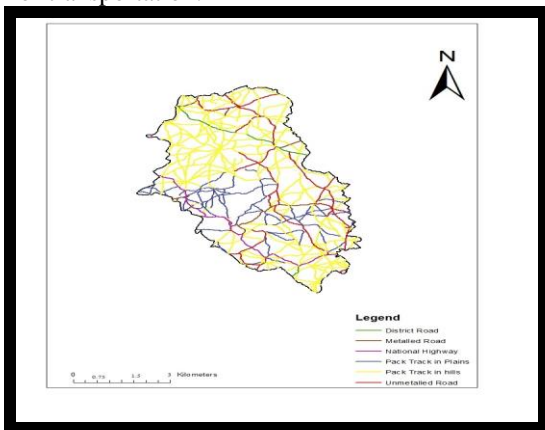 N
Legend
District Road
Metalled Road
National Highway
Pack Track in Plains
Pack Track in hills
Unmetalled Road
0 0.75 1.5 3 Kilometers